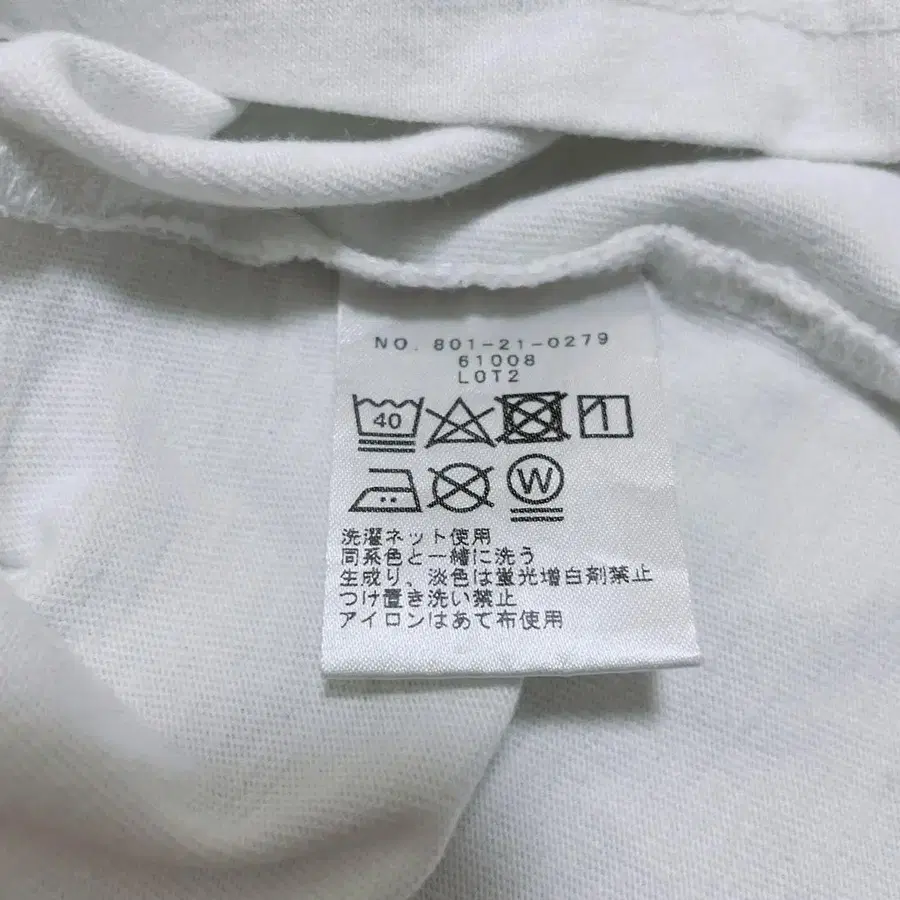 NO. 801-21-0279
61008
LOT2
40
W
洗濯ネット使用
同系色と一緒に洗う
生成り、淡色は蛍光増白剤禁止
つけ置き洗い禁止
アイロンはあて布使用